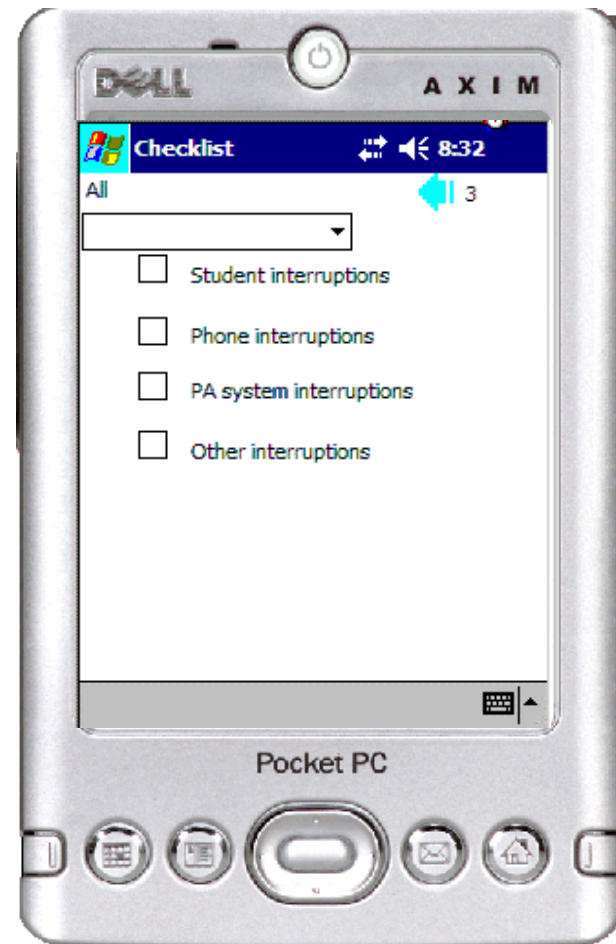 DELL
AXIM
Checklist 8:32
All 3
Student interruptions
Phone interruptions
PA system interruptions
Other interruptions
Pocket PC